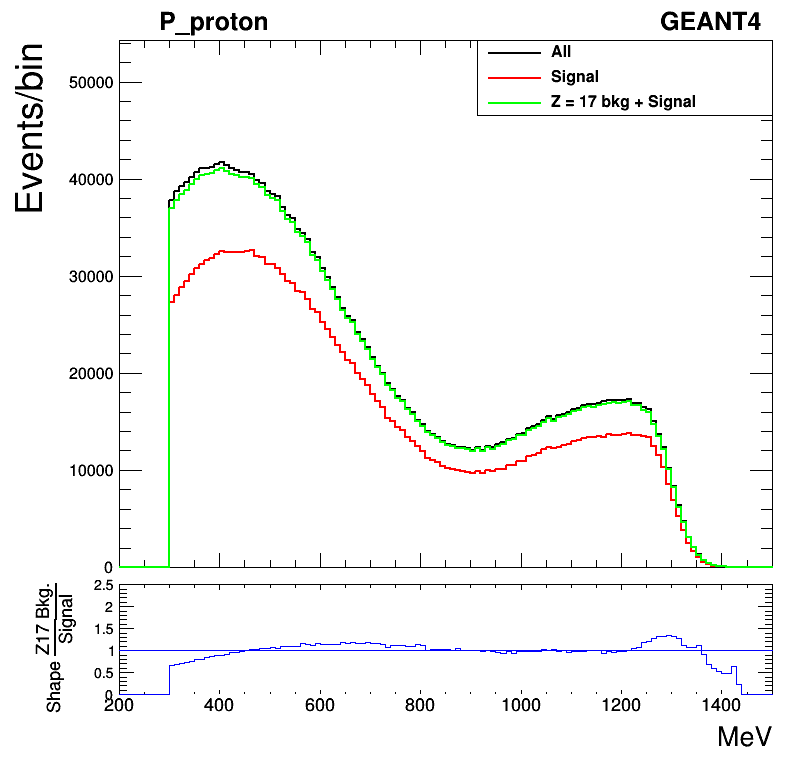 P_proton
GEANT4
All
Signal
Z = 17 bkg + Signal
Events/bin
50000
40000
30000
20000
10000
0
Shape Z17 Bkg. / Signal
2.5
2
1.5
1
0.5
0
200 400 600 800 1000 1200 1400
MeV